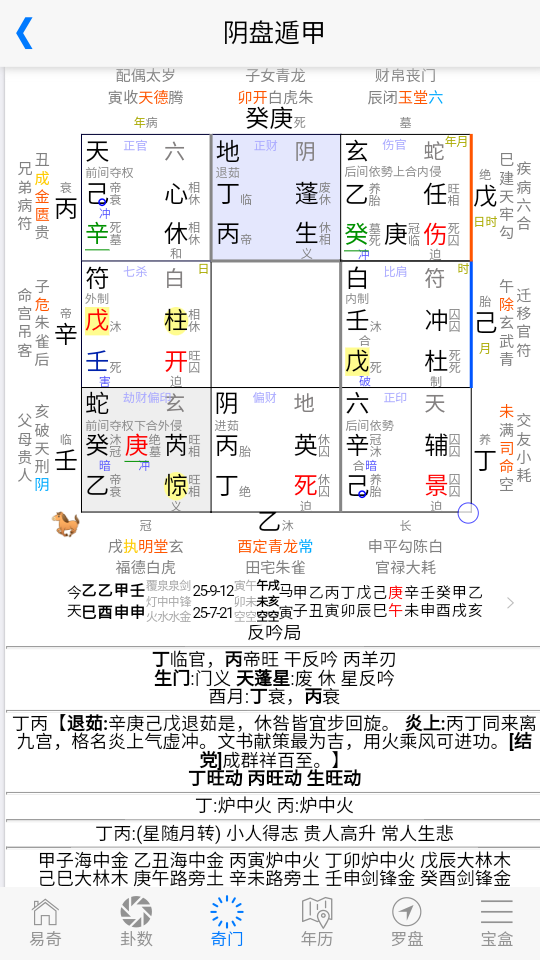 阴盘遁甲
配偶太岁 子女青龙 财帛丧门
寅收天德腾 卯开白虎朱 辰闭玉堂六
年病 癸庚死 墓
兄弟病符
丑成金匮贵
衰
丙
天 正官 六
前间夺权
己 帝衰 心 相休
冲
辛 死墓 休 相休
和
地 正财 阴
退茹
丁 临 蓬 废休
丙 帝 生 休相
义
玄 伤官 蛇 年月
后间依勢上合内侵
乙 养胎 任 旺相
癸 墓死 庚 冠临 伤 死囚
冲 迫
绝
戊
日时
巳建天牢勾
疾病六合
命宫吊客
子危朱雀后
帝
辛
符 七杀 白 日
外制
戊 沐 柱 相休
壬 死 开 旺囚
害 迫
白 比肩 符 时
内制
壬 沐 冲 囚囚
合
戊 死 杜 死死
破 制
胎
己
月
午除玄武青
迁移官符
父母贵人
亥破天刑阴
临
壬
蛇 劫财偏印 玄
前间夺权下合外侵
癸 沐冠 庚 绝墓 芮 旺相
暗 冲
乙 帝衰 惊 旺相
义
阴 偏财 地
进茹
丙 胎 英 休囚
丁 绝 死 休囚
迫
六 正印 天
后间依勢
辛 冠沐 辅 囚囚
合暗
己 养胎 景 囚囚
迫
养
丁
未满司命空
交友小耗
冠 乙沐 长
戌执明堂玄 酉定青龙常 申平勾陈白
福德白虎 田宅朱雀 官禄大耗
今乙乙甲壬 覆泉泉剑 25-9-12 寅午 午戌 马甲乙丙丁戊己庚辛壬癸甲乙
灯中中锋 卯未 未亥
天巳酉申申 火水水金 25-7-21 空空 空空 寅子丑寅卯辰巳午未申酉戌亥
反吟局
丁临官，丙帝旺 干反吟 丙羊刃
生门:门义 天蓬星:废 休 星反吟
酉月:丁衰，丙衰
丁丙【退茹:辛庚己戊退茹是，休咎皆宜步回旋。 炎上:丙丁同来离
九宫，格名炎上气虚冲。文书献策最为吉，用火乘风可进功。[结
党]成群祥百至。】
丁旺动 丙旺动 生旺动
丁:炉中火 丙:炉中火
丁丙:(星随月转) 小人得志 贵人高升 常人生悲
甲子海中金 乙丑海中金 丙寅炉中火 丁卯炉中火 戊辰大林木
己巳大林木 庚午路旁土 辛未路旁土 壬申剑锋金 癸酉剑锋金
易奇 卦数 奇门 年历 罗盘 宝盒